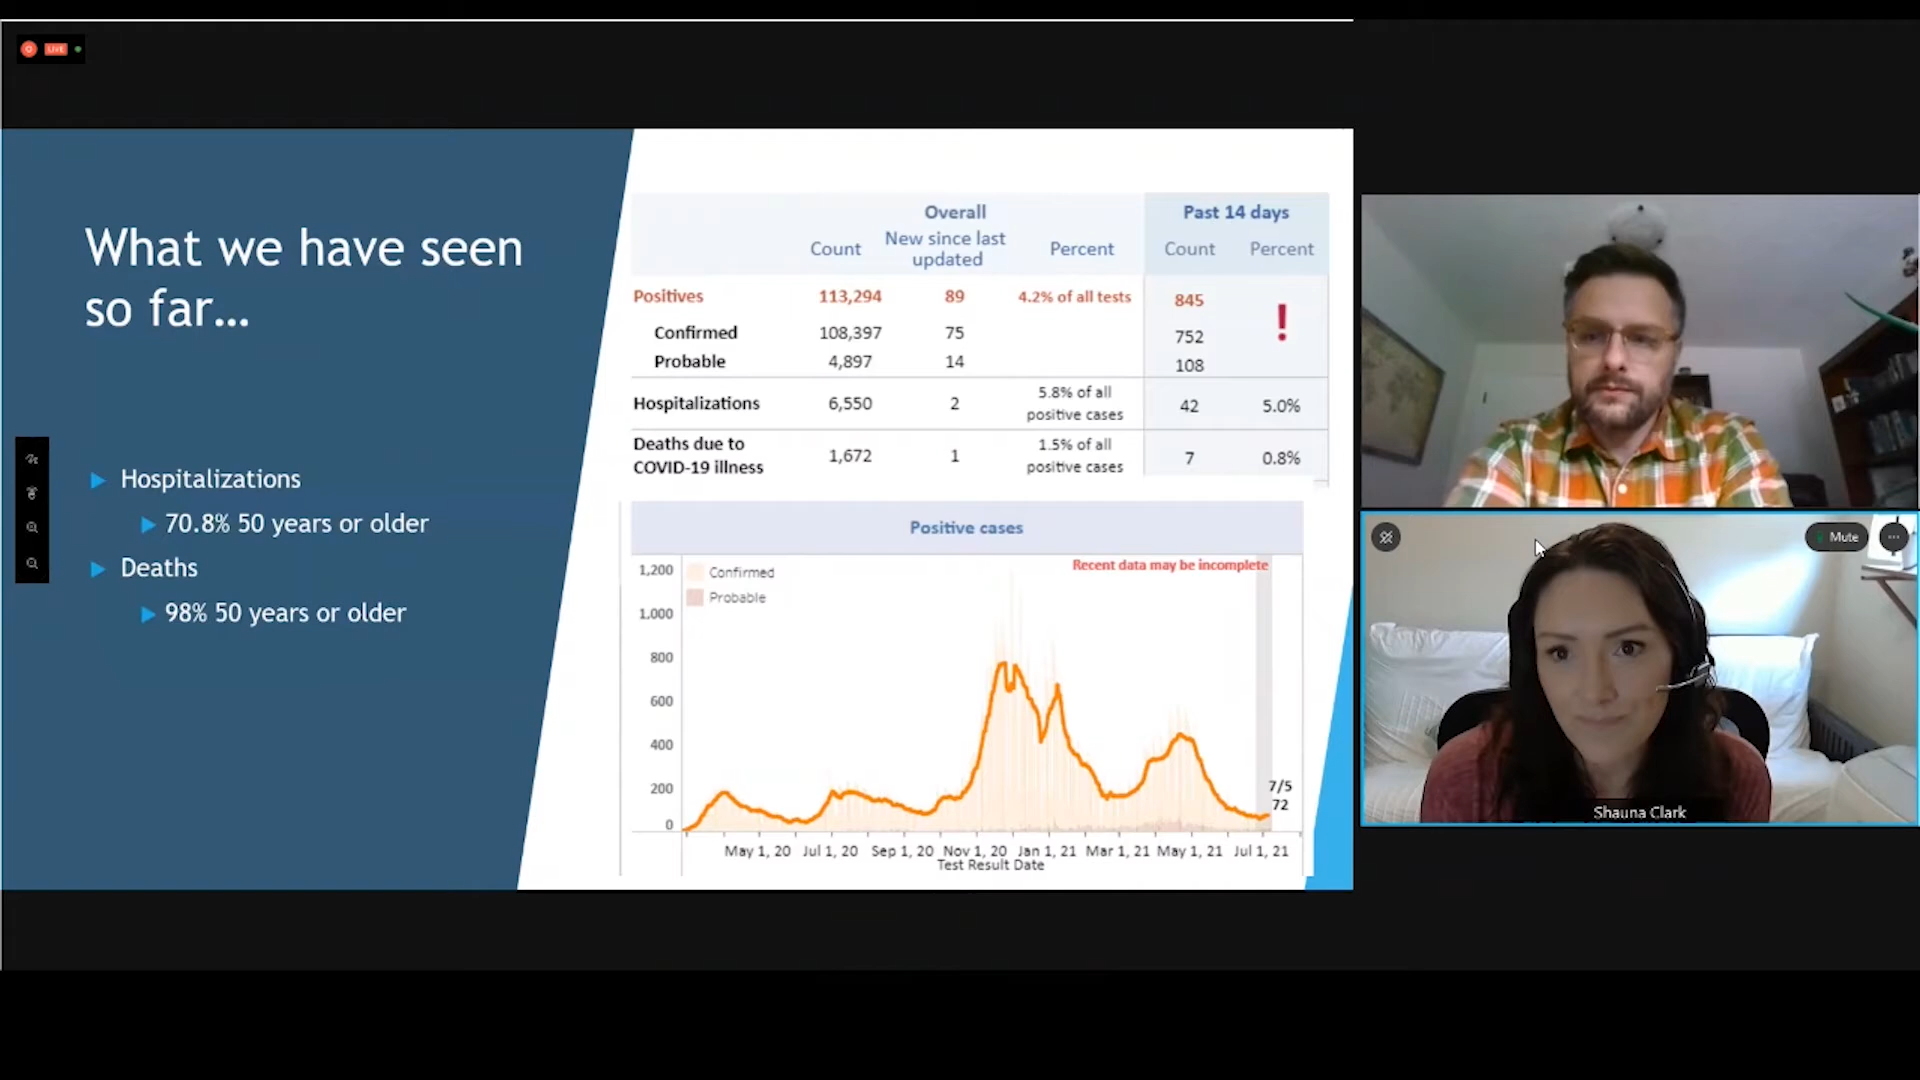 LIVE
What we have seen
so far...
Hospitalizations
70.8% 50 years or older
Deaths
98% 50 years or older
Overall
Past 14 days
Count
New since last
updated
Percent
Count
Percent
Positives 113,294 89 4.2% of all tests 845 !
Confirmed 108,397 75 752
Probable 4,897 14 108
Hospitalizations 6,550 2 5.8% of all
positive cases 42 5.0%
Deaths due to
COVID-19 illness 1,672 1 1.5% of all
positive cases 7 0.8%
Positive cases
Recent data may be incomplete
Confirmed
Probable
1,200
1,000
800
600
400
200
0
7/5
72
May 1, 20 Jul 1, 20 Sep 1, 20 Nov 1, 20 Jan 1, 21 Mar 1, 21 May 1, 21 Jul 1, 21
Test Result Date
Mute
Shauna Clark